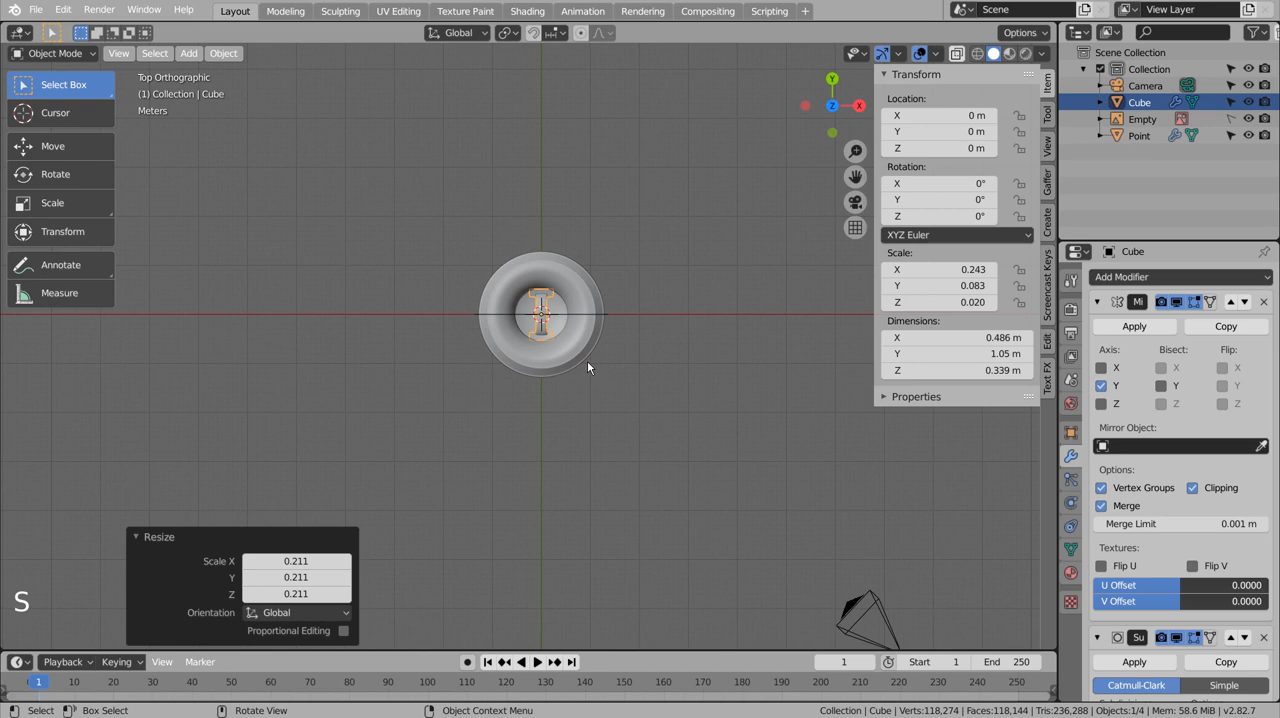 File Edit Render Window Help Layout Modeling Sculpting UV Editing Texture Paint Shading Animation Rendering Compositing Scripting + Scene View Layer
Global Options
Object Mode View Select Add Object
Select Box
Cursor
Move
Rotate
Scale
Transform
Annotate
Measure
Top Orthographic
(1) Collection | Cube
Meters
Y
Z
X
Transform
Location:
X 0 m
Y 0 m
Z 0 m
Rotation:
X 0°
Y 0°
Z 0°
XYZ Euler
Scale:
X 0.243
Y 0.083
Z 0.020
Dimensions:
X 0.486 m
Y 1.05 m
Z 0.339 m
Properties
Item
Tool
View
Gaffer
Create
Screencast Keys
Edit
Text FX
Scene Collection
Collection
Camera
Cube
Empty
Point
Cube
Add Modifier
Mi
Apply Copy
Axis: Bisect: Flip:
X X X
Y Y Y
Z Z Z
Mirror Object:
Options:
Vertex Groups Clipping
Merge
Merge Limit 0.001 m
Textures:
Flip U Flip V
U Offset 0.0000
V Offset 0.0000
Su
Apply Copy
Catmull-Clark Simple
Resize
Scale X 0.211
Y 0.211
Z 0.211
Orientation Global
Proportional Editing
S
Playback Keying View Marker 1 Start 1 End 250
1 10 20 30 40 50 60 70 80 90 100 110 120 130 140 150 160 170 180 190 200 210 220 230 240 250
Select Box Select Rotate View Object Context Menu Collection | Cube | Verts:118,274 | Faces:118,144 | Tris:236,288 | Objects:1/4 | Mem: 58.6 MiB | v2.82.7